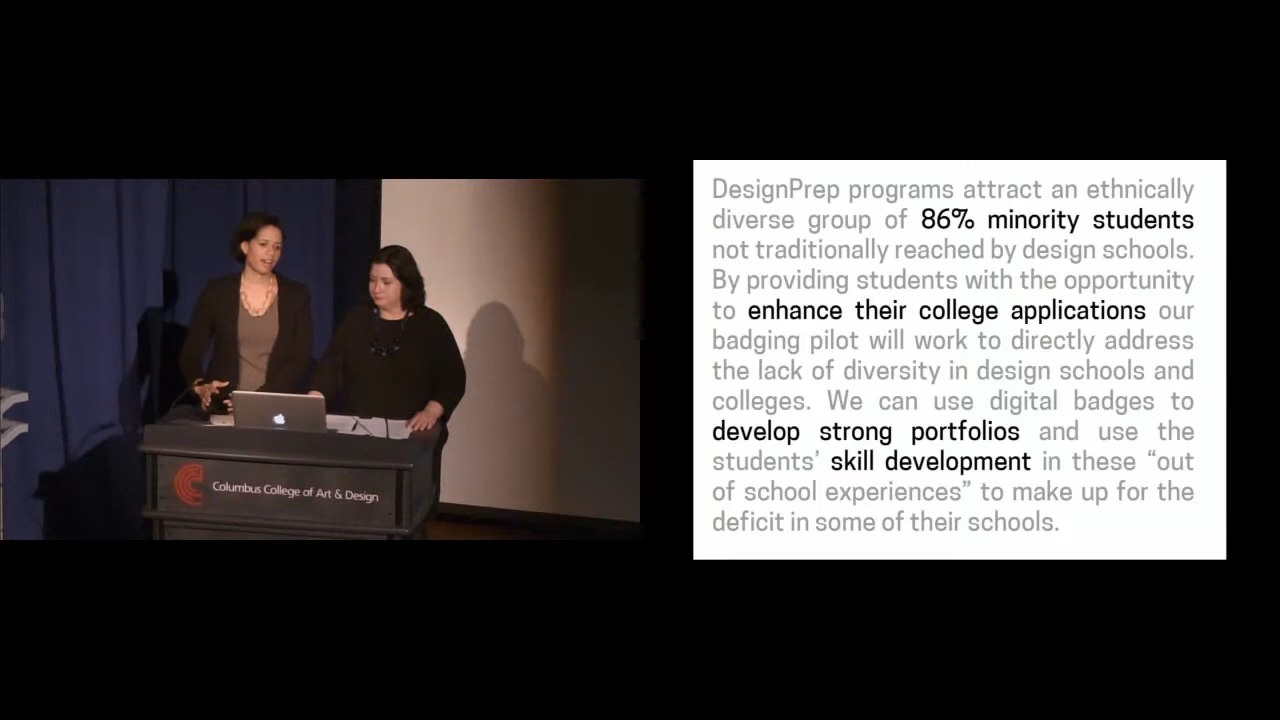 Columbus College of Art & Design
DesignPrep programs attract an ethnically
diverse group of 86% minority students
not traditionally reached by design schools.
By providing students with the opportunity
to enhance their college applications our
badging pilot will work to directly address
the lack of diversity in design schools and
colleges. We can use digital badges to
develop strong portfolios and use the
students’ skill development in these “out
of school experiences” to make up for the
deficit in some of their schools.